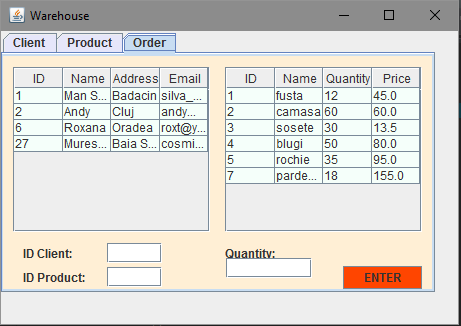 Warehouse
Client Product Order
ID Name Address Email
1 Man S... Badacin silva_...
2 Andy Cluj andy...
6 Roxana Oradea roxt@y...
27 Mures... Baia S... cosmi...
ID Name Quantity Price
1 fusta 12 45.0
2 camasa 60 60.0
3 sosete 30 13.5
4 blugi 50 80.0
5 rochie 35 95.0
7 parde... 18 155.0
ID Client:
Quantity:
ID Product:
ENTER